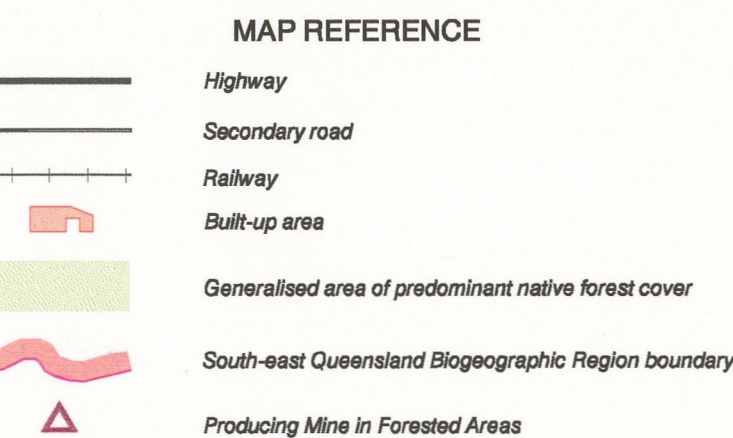 MAP REFERENCE
Highway
Secondary road
Railway
Built-up area
Generalised area of predominant native forest cover
South-east Queensland Biogeographic Region boundary
Producing Mine in Forested Areas